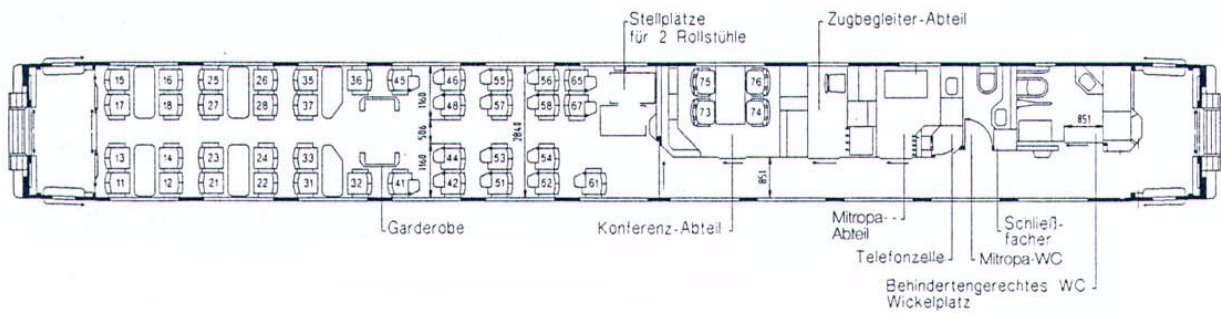 Stellplätze
für 2 Rollstühle
Zugbegleiter-Abteil
15 16 25 26 35 36 45 46 55 56 65 75 76
17 18 27 28 37 48 57 58 67 73 74
1160
506
2840
851
13 14 23 24 33 44 53 54
1160
11 12 21 22 31 32 41 42 51 52 61
851
Garderobe
Konferenz-Abteil
Mitropa-
Abteil
Schließ-
fächer
Telefonzelle
Mitropa-WC
Behindertengerechtes WC
Wickelplatz